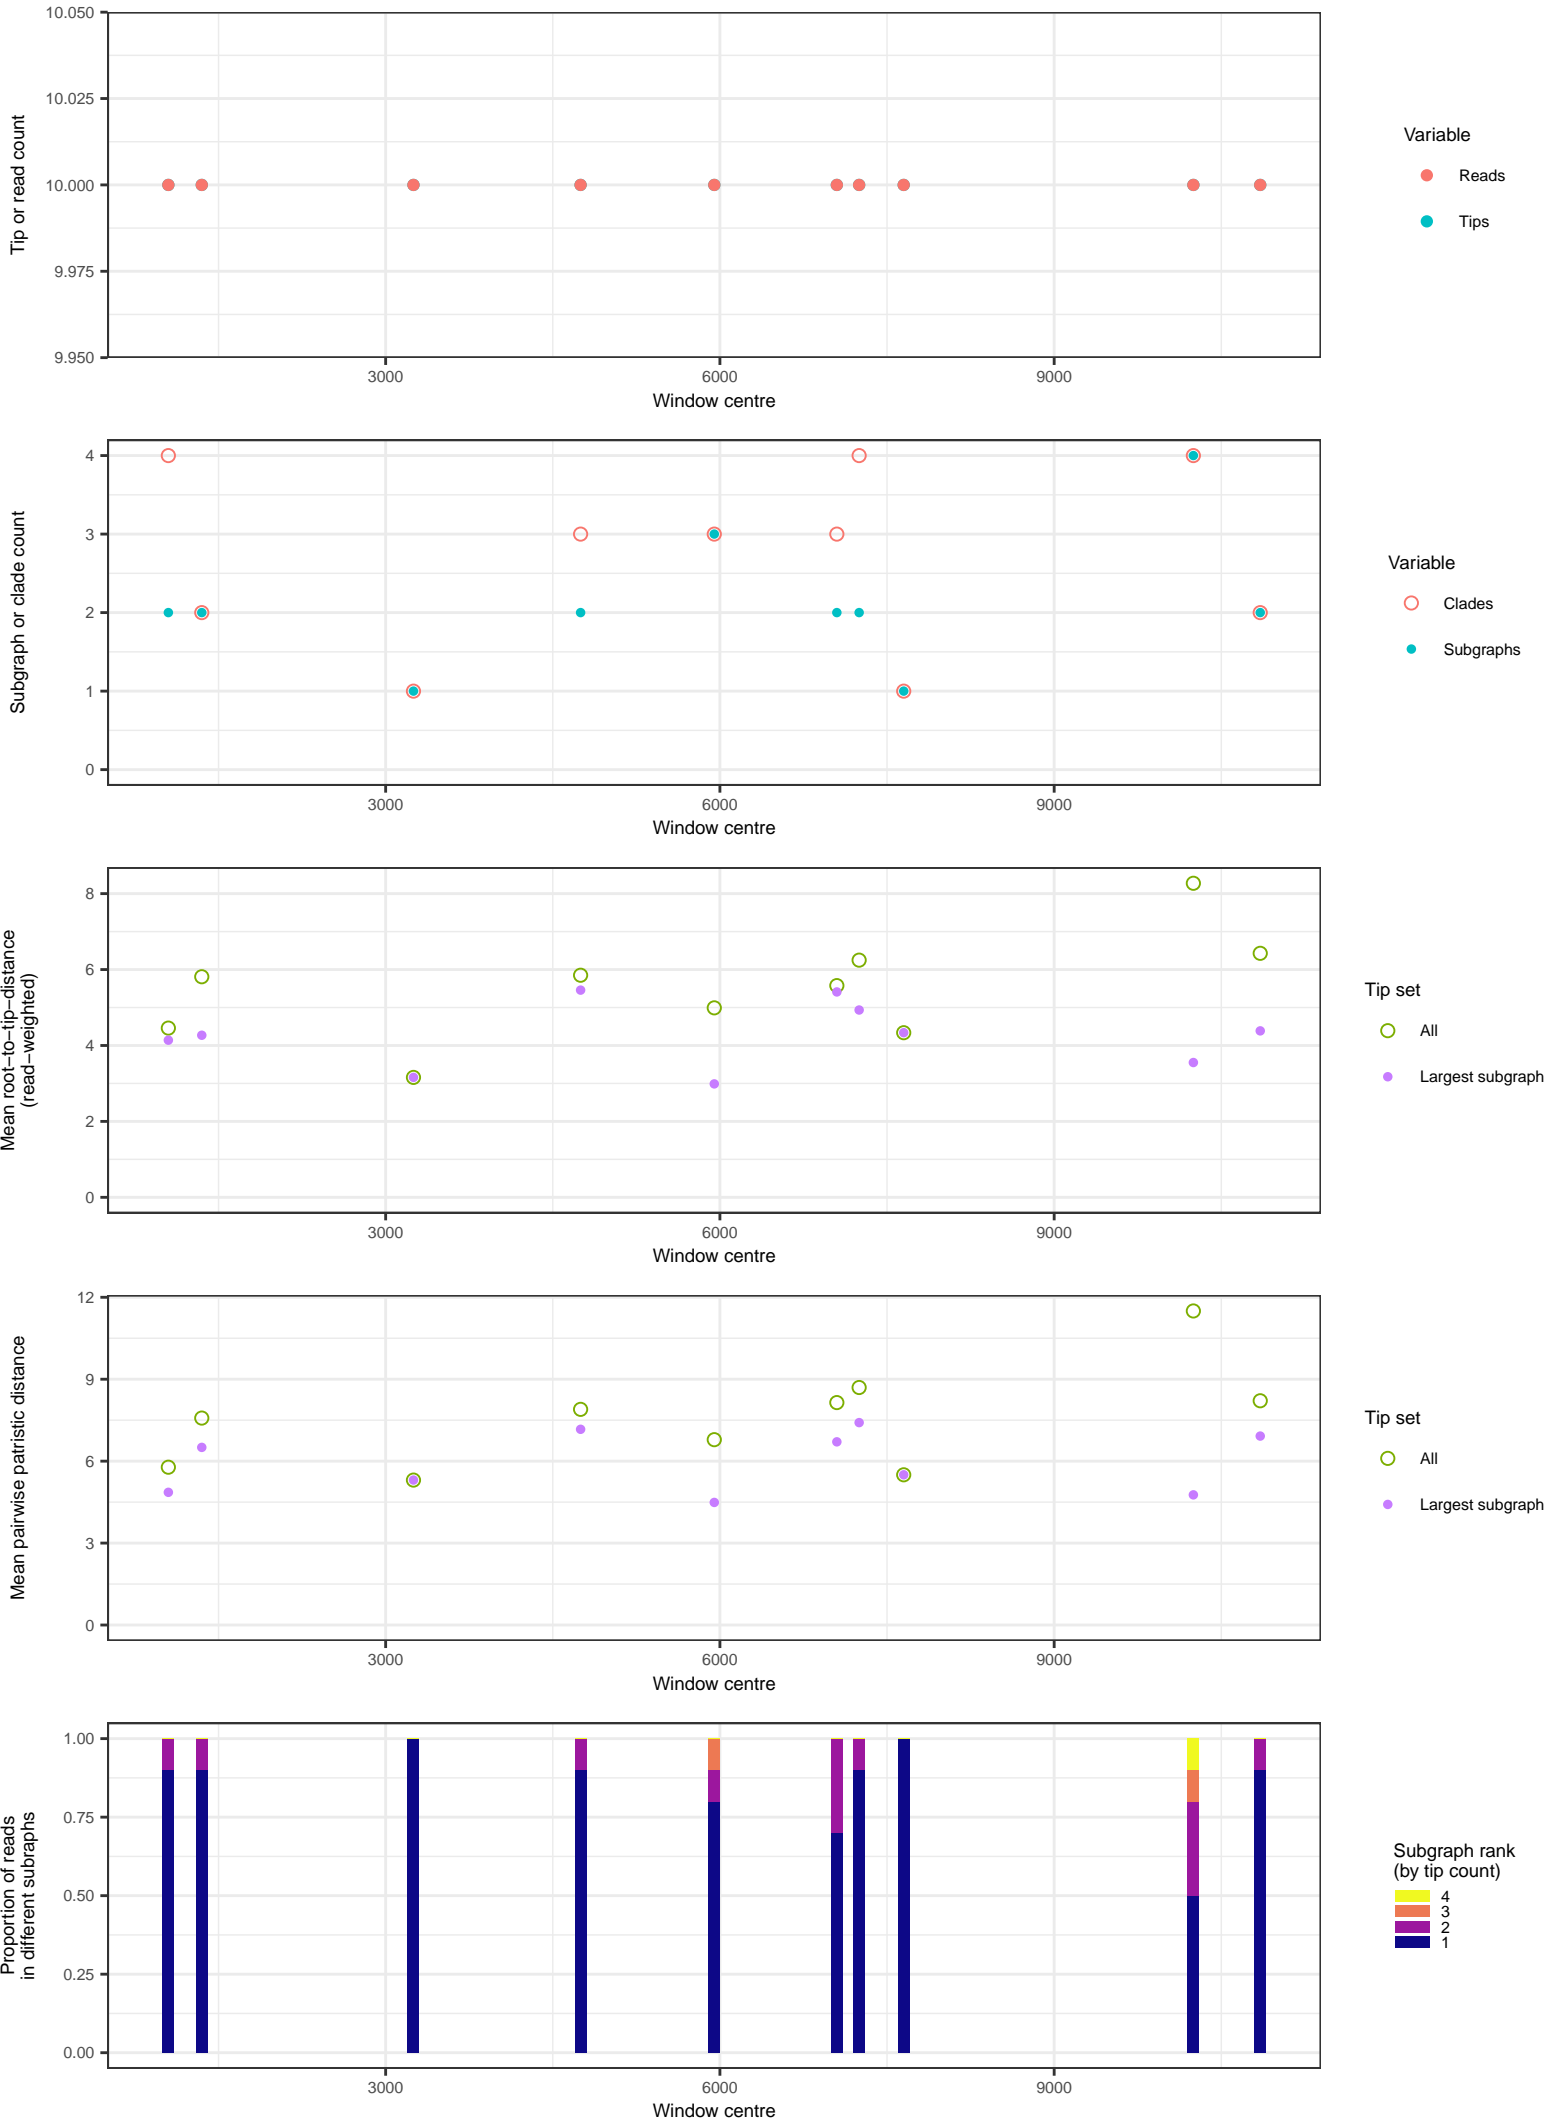 10.050
10.025
10.000
9.975
9.950
Tip or read count
3000
6000
9000
Window centre
Variable
Reads
Tips
4
3
2
1
0
Subgraph or clade count
3000
6000
9000
Window centre
Variable
Clades
Subgraphs
8
6
4
2
0
Mean root−to−tip−distance
(read−weighted)
3000
6000
9000
Window centre
Tip set
All
Largest subgraph
12
9
6
3
0
Mean pairwise patristic distance
3000
6000
9000
Window centre
Tip set
All
Largest subgraph
1.00
0.75
0.50
0.25
0.00
Proportion of reads
in different subraphs
3000
6000
9000
Window centre
Subgraph rank
(by tip count)
4
3
2
1